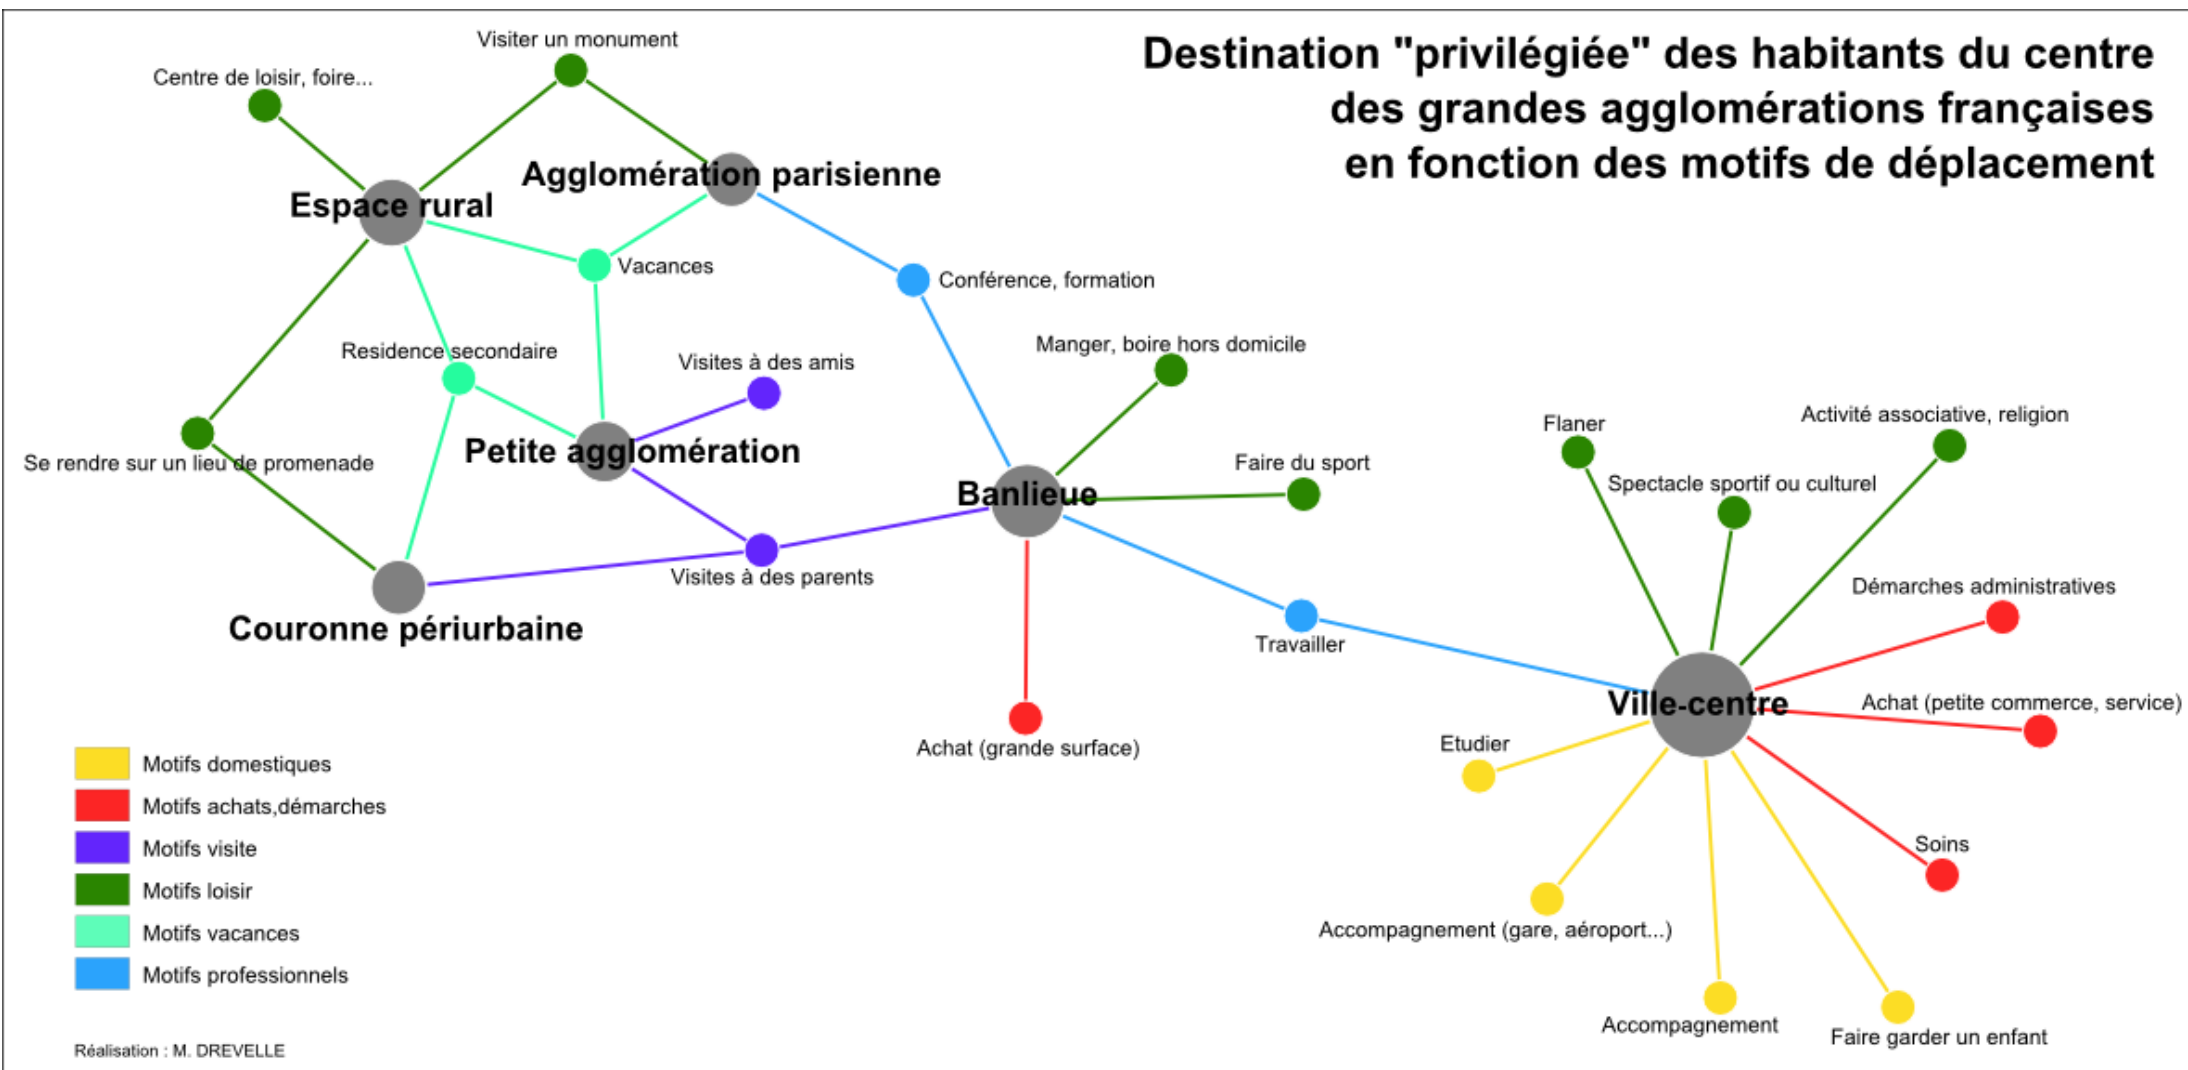 Destination "privilégiée" des habitants du centre
des grandes agglomérations françaises
en fonction des motifs de déplacement
Visiter un monument
Centre de loisir, foire...
Agglomération parisienne
Espace rural
Vacances
Conférence, formation
Residence secondaire
Visites à des amis
Manger, boire hors domicile
Se rendre sur un lieu de promenade
Petite agglomération
Banlieue
Faire du sport
Flaner
Activité associative, religion
Spectacle sportif ou culturel
Visites à des parents
Couronne périurbaine
Travailler
Démarches administratives
Ville-centre
Achat (petite commerce, service)
Achat (grande surface)
Etudier
Soins
Accompagnement (gare, aéroport...)
Accompagnement
Faire garder un enfant
Motifs domestiques
Motifs achats,démarches
Motifs visite
Motifs loisir
Motifs vacances
Motifs professionnels
Réalisation : M. DREVELLE